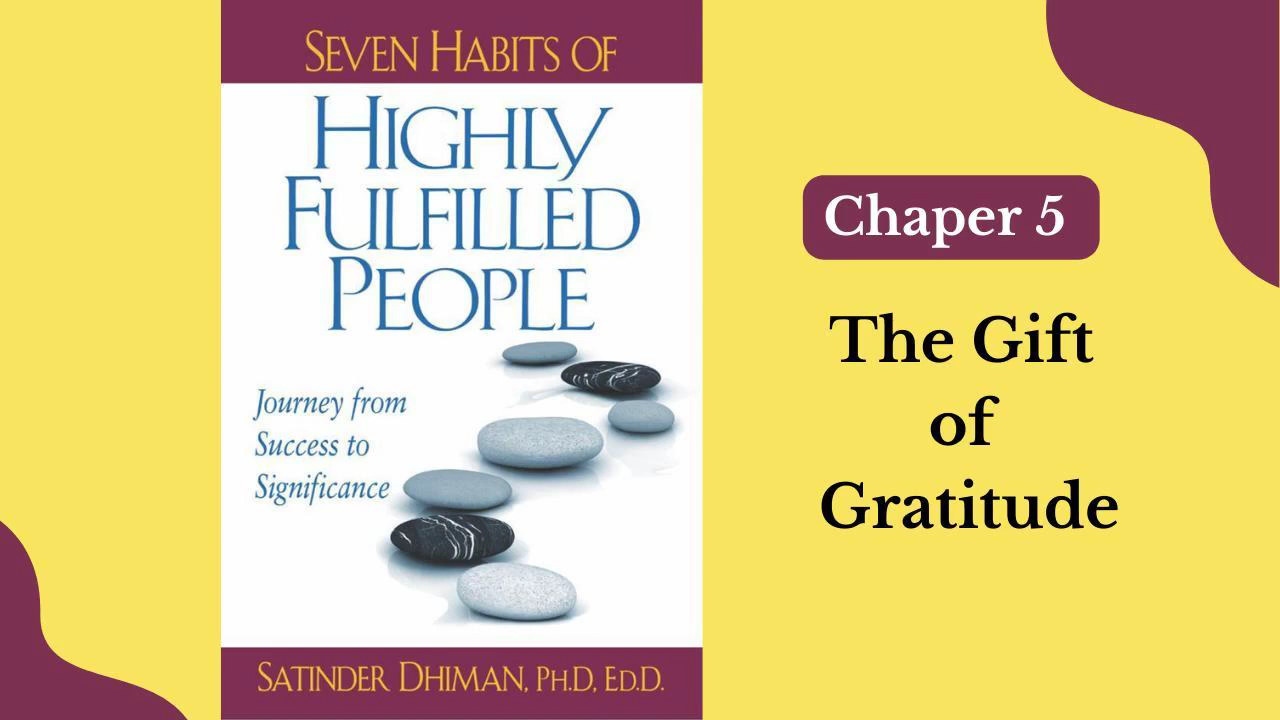 SEVEN HABITS OF
HIGHLY
FULFILLED
PEOPLE
Journey from
Success to
Significance
SATINDER DHIMAN, PH.D, ED.D.
Chaper 5
The Gift
of
Gratitude